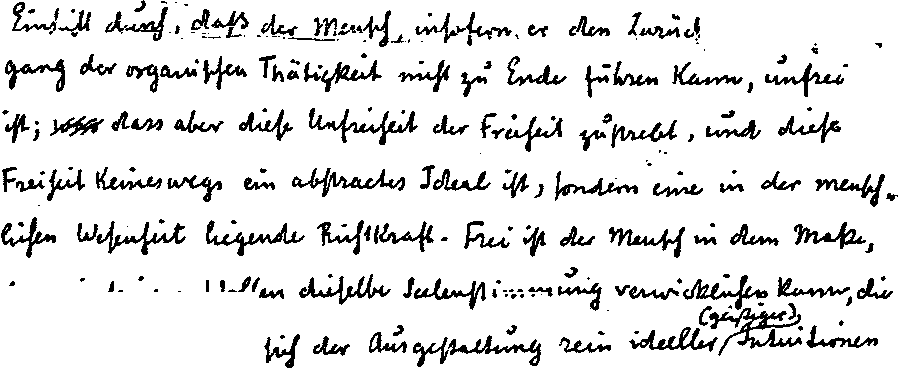 Einsicht durch, daß der Mensch, insofern er den Zurück
gang der organischen Thätigkeit nicht zu Ende führen kann, unfrei
ist; dass aber diese Unfreiheit der Freiheit zustrebt, und diese
Freiheit keineswegs ein abstractes Ideal ist, sondern eine in der mensch-
lichen Wesenheit liegende Richtkraft. Frei ist der Mensch in dem Maße,
dieselbe Seelenstimmung verwirklichen kann, die
(geistiger)
sich der Ausgestaltung rein ideeller Intuitionen